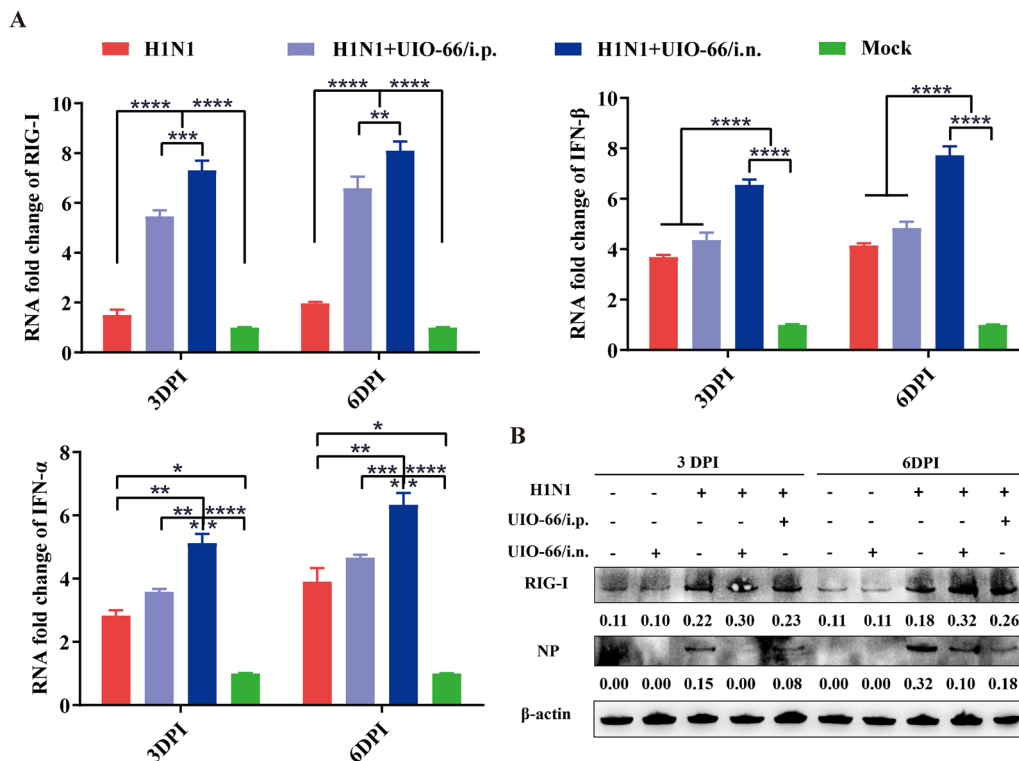 A
H1N1 H1N1+UIO-66/i.p. H1N1+UIO-66/i.n. Mock
RNA fold change of RIG-I
10
8
6
4
2
0
**** ****
***
**** ****
**
3DPI 6DPI
RNA fold change of IFN-β
10
8
6
4
2
0
****
****
****
****
3DPI 6DPI
RNA fold change of IFN-α
8
6
4
2
0
*
**
** ****
***
*
**
*** ****
***
3DPI 6DPI
B
3 DPI 6DPI
H1N1 - - + + + - - + + +
UIO-66/i.p. - - - - + - - - - +
UIO-66/i.n. - + - + - - + - + -
RIG-I
0.11 0.10 0.22 0.30 0.23 0.11 0.11 0.18 0.32 0.26
NP
0.00 0.00 0.15 0.00 0.08 0.00 0.00 0.32 0.10 0.18
β-actin